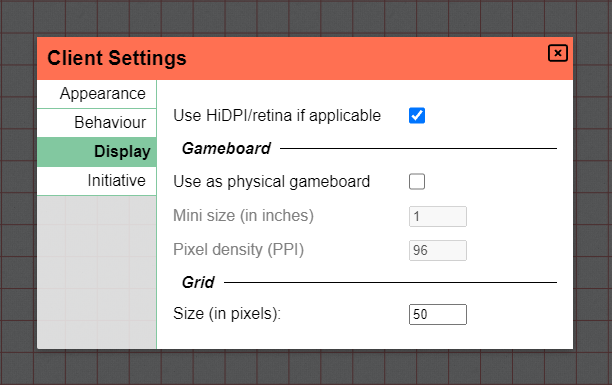 Client Settings
Appearance
Behaviour
Display
Initiative
Use HiDPI/retina if applicable
Gameboard
Use as physical gameboard
Mini size (in inches) 1
Pixel density (PPI) 96
Grid
Size (in pixels): 50